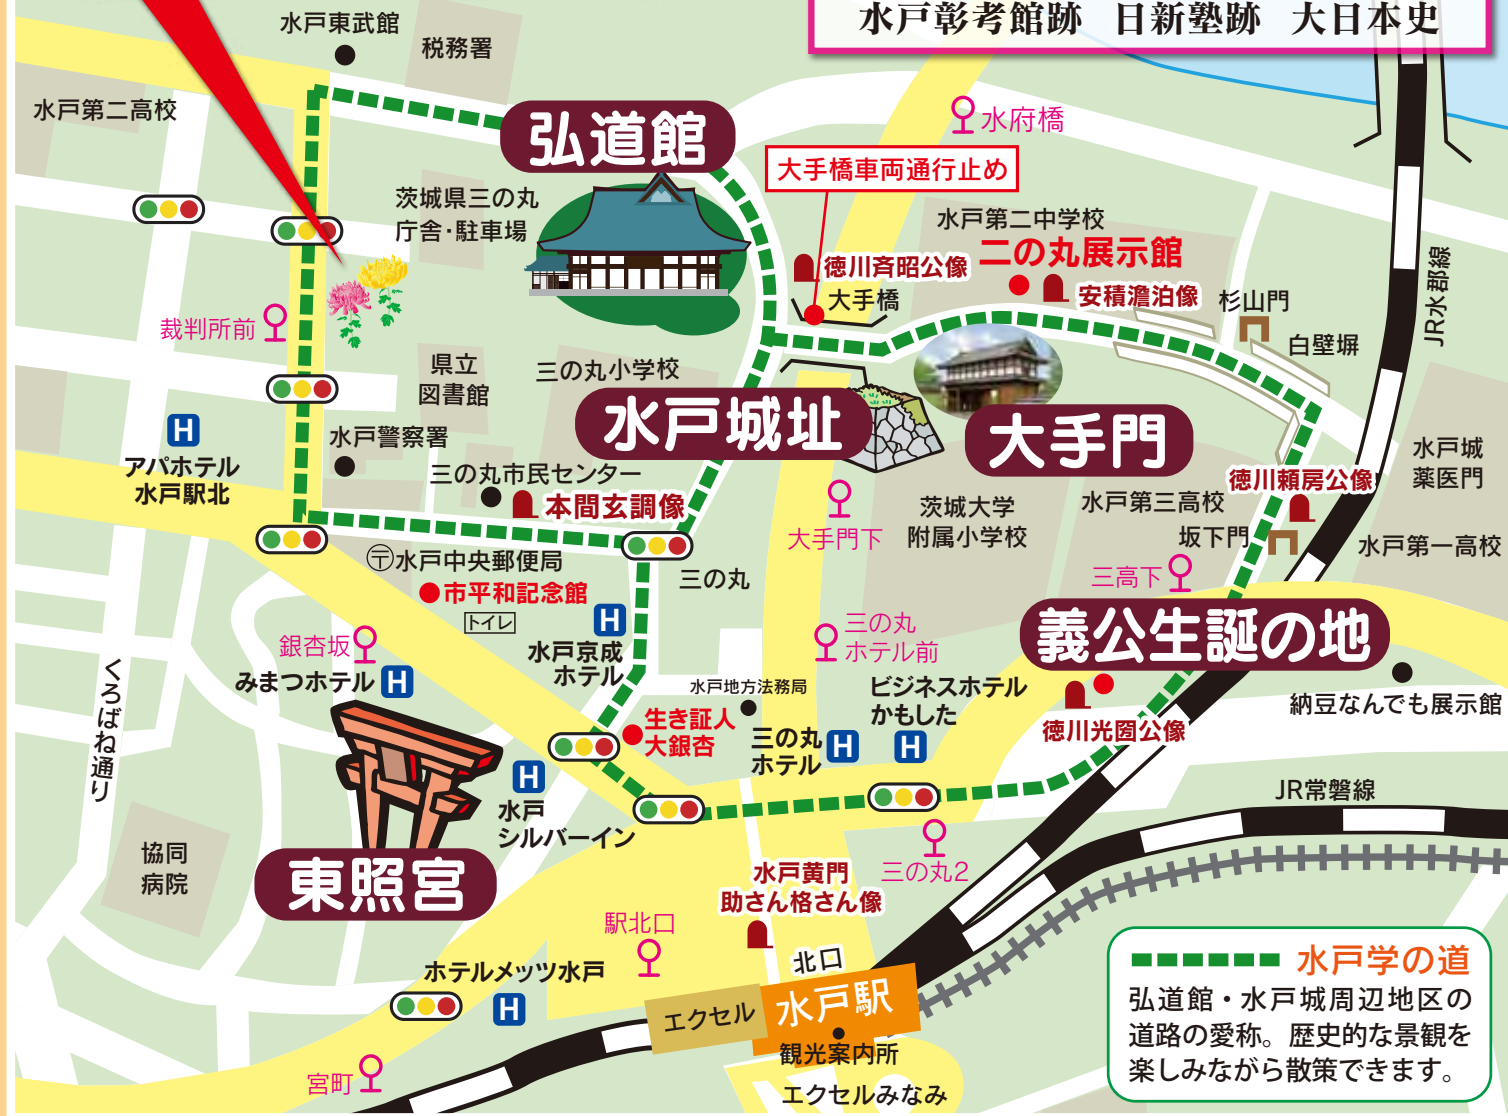 水戸彰考館跡　日新塾跡　大日本史
水戸東武館
税務署
水戸第二高校
弘道館
水府橋
大手橋車両通行止め
茨城県三の丸
庁舎・駐車場
水戸第二中学校
二の丸展示館
徳川斉昭公像
大手橋
安積澹泊像
杉山門
白壁塀
JR水郡線
裁判所前
県立
図書館
三の丸小学校
水戸城址
大手門
水戸警察署
アパホテル
水戸駅北
三の丸市民センター
本間玄調像
大手門下
茨城大学
附属小学校
水戸第三高校
徳川頼房公像
水戸城
薬医門
坂下門
水戸第一高校
〒水戸中央郵便局
市平和記念館
トイレ
三の丸
三高下
義公生誕の地
銀杏坂
みまつホテル
H
H
H
水戸京成
ホテル
三の丸
ホテル前
水戸地方法務局
ビジネスホテル
かもした
納豆なんでも展示館
徳川光圀公像
生き証人
大銀杏
三の丸
ホテル
H
H
くろばね通り
H
水戸
シルバーイン
JR常磐線
協同
病院
東照宮
三の丸2
水戸黄門
助さん格さん像
駅北口
北口
ホテルメッツ水戸
H
エクセル
水戸駅
観光案内所
エクセルみなみ
宮町
水戸学の道
弘道館・水戸城周辺地区の
道路の愛称。歴史的な景観を
楽しみながら散策できます。